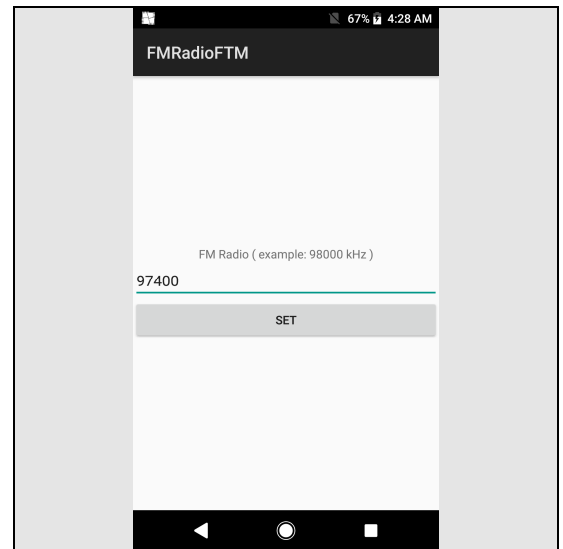 67% 4:28 AM
FMRadioFTM
FM Radio ( example: 98000 kHz )
97400
SET